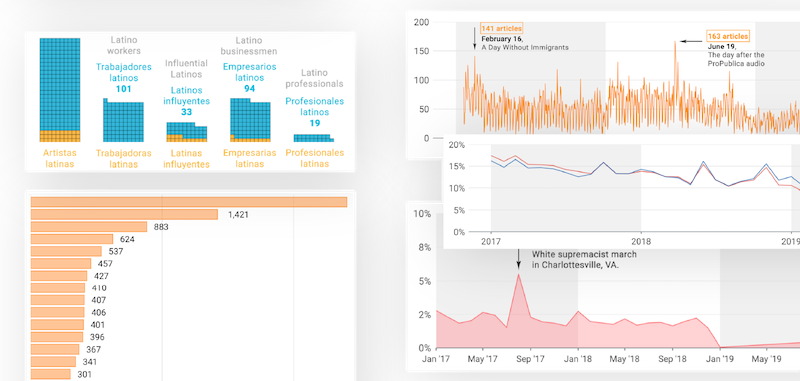 Latino
workers
Trabajadores
latinos
101
Influential
Latinos
Latinos
influyentes
33
Latino
businessmen
Empresarios
latinos
94
Latino
professionals
Profesionales
latinos
19
Artistas
latinas
Trabajadoras
latinas
Latinas
influyentes
Empresarias
latinas
Profesionales
latinas
1,421
883
624
537
457
427
410
407
406
401
396
367
341
301
200
150
100
50
0
141 articles
February 16,
A Day Without Immigrants
163 articles
June 19,
The day after the
ProPublica audio
20%
15%
10%
5%
0%
2017
2018
2019
10%
8%
5%
2%
0%
White supremacist march
in Charlottesville, VA.
Jan '17
May '17
Sep '17
Jan '18
May '18
Sep '18
Jan '19
May '19